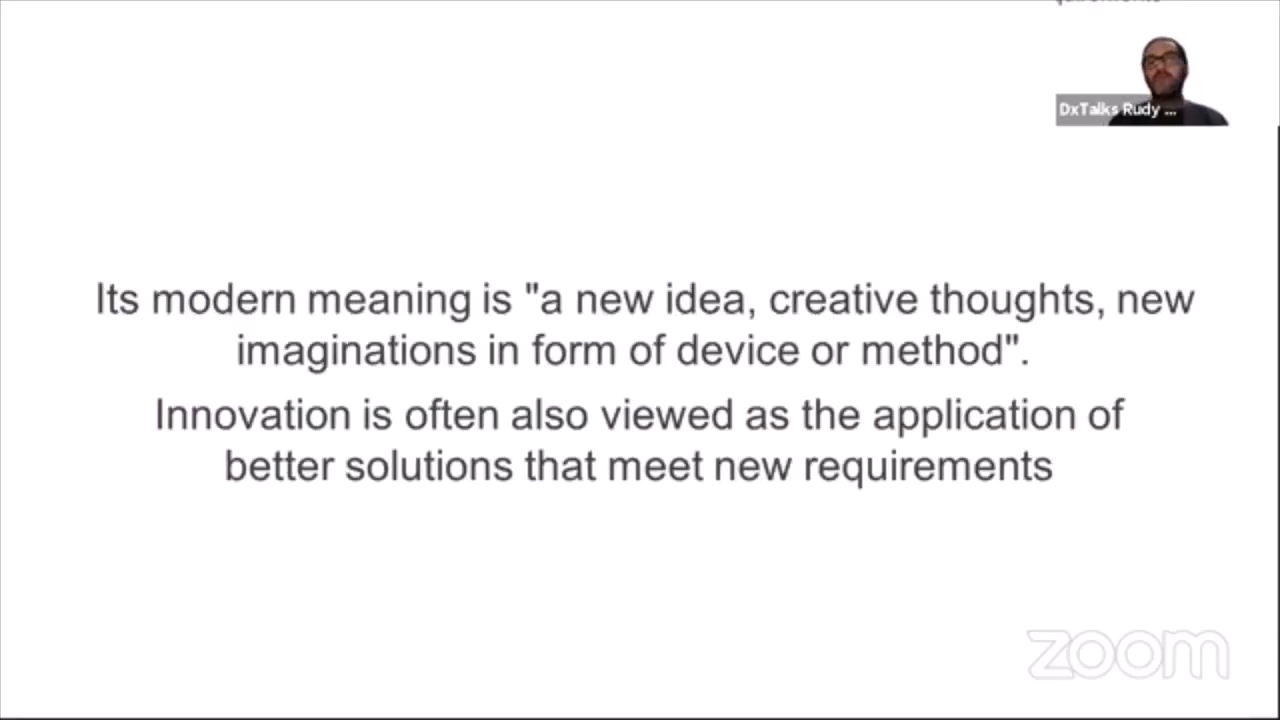 DxTalks Rudy ...
Its modern meaning is "a new idea, creative thoughts, new
imaginations in form of device or method".
Innovation is often also viewed as the application of
better solutions that meet new requirements
zoom